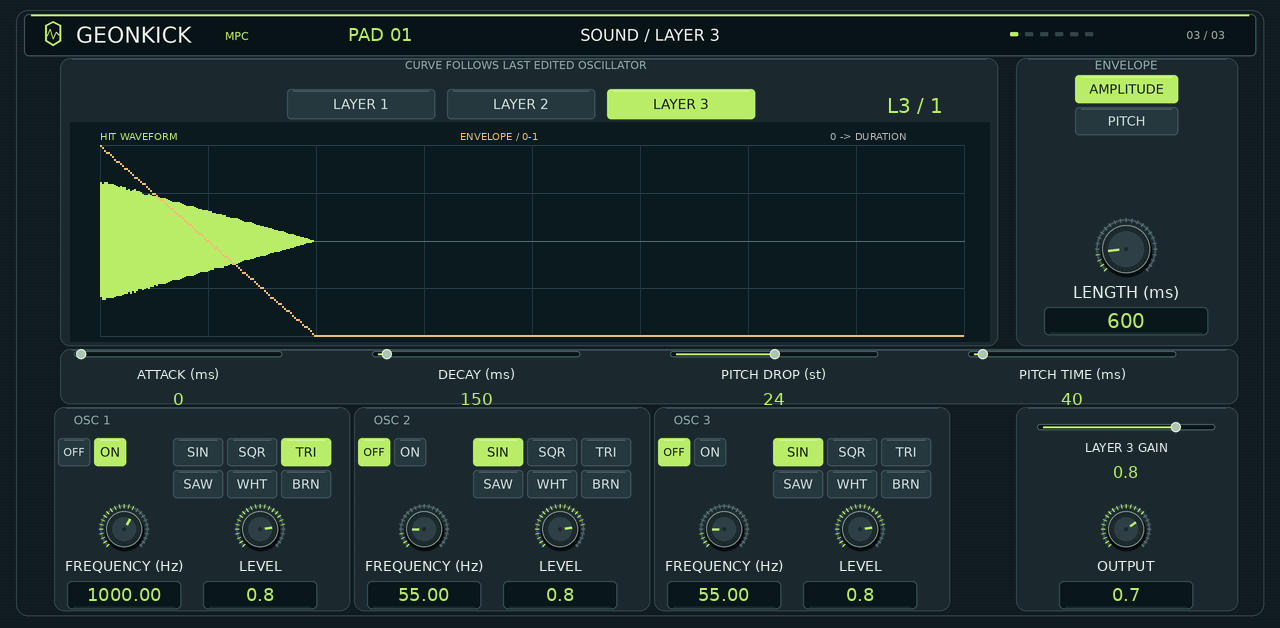 GEONKICK MPC PAD 01 SOUND / LAYER 3 03 / 03
CURVE FOLLOWS LAST EDITED OSCILLATOR
LAYER 1 LAYER 2 LAYER 3 L3 / 1
HIT WAVEFORM ENVELOPE / 0-1 0 -> DURATION
ENVELOPE
AMPLITUDE
PITCH
LENGTH (ms)
600
ATTACK (ms) DECAY (ms) PITCH DROP (st) PITCH TIME (ms)
0 150 24 40
OSC 1
OFF ON SIN SQR TRI
SAW WHT BRN
FREQUENCY (Hz) LEVEL
1000.00 0.8
OSC 2
OFF ON SIN SQR TRI
SAW WHT BRN
FREQUENCY (Hz) LEVEL
55.00 0.8
OSC 3
OFF ON SIN SQR TRI
SAW WHT BRN
FREQUENCY (Hz) LEVEL
55.00 0.8
LAYER 3 GAIN
0.8
OUTPUT
0.7